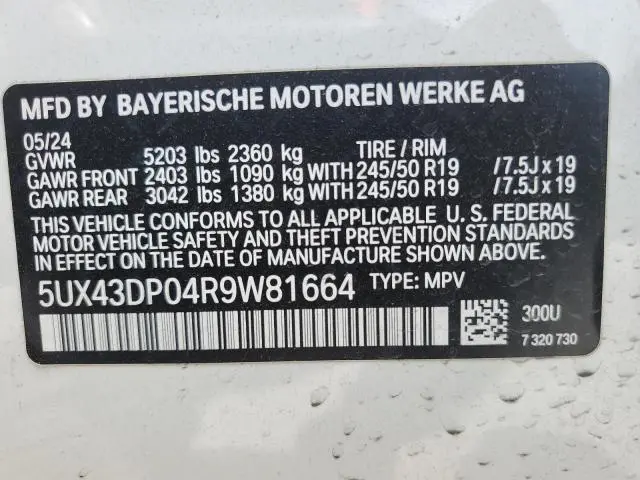 MFD BY BAYERISCHE MOTOREN WERKE AG
05/24 TIRE / RIM
GVWR 5203 lbs 2360 kg
GAWR FRONT 2403 lbs 1090 kg WITH 245/50 R19 /7.5J x 19
GAWR REAR 3042 lbs 1380 kg WITH 245/50 R19 /7.5J x 19
THIS VEHICLE CONFORMS TO ALL APPLICABLE U. S. FEDERAL
MOTOR VEHICLE SAFETY AND THEFT PREVENTION STANDARDS
IN EFFECT ON THE DATE OF MANUFACTURE SHOWN ABOVE.
5UX43DP04R9W81664 TYPE: MPV
300U
7 320 730